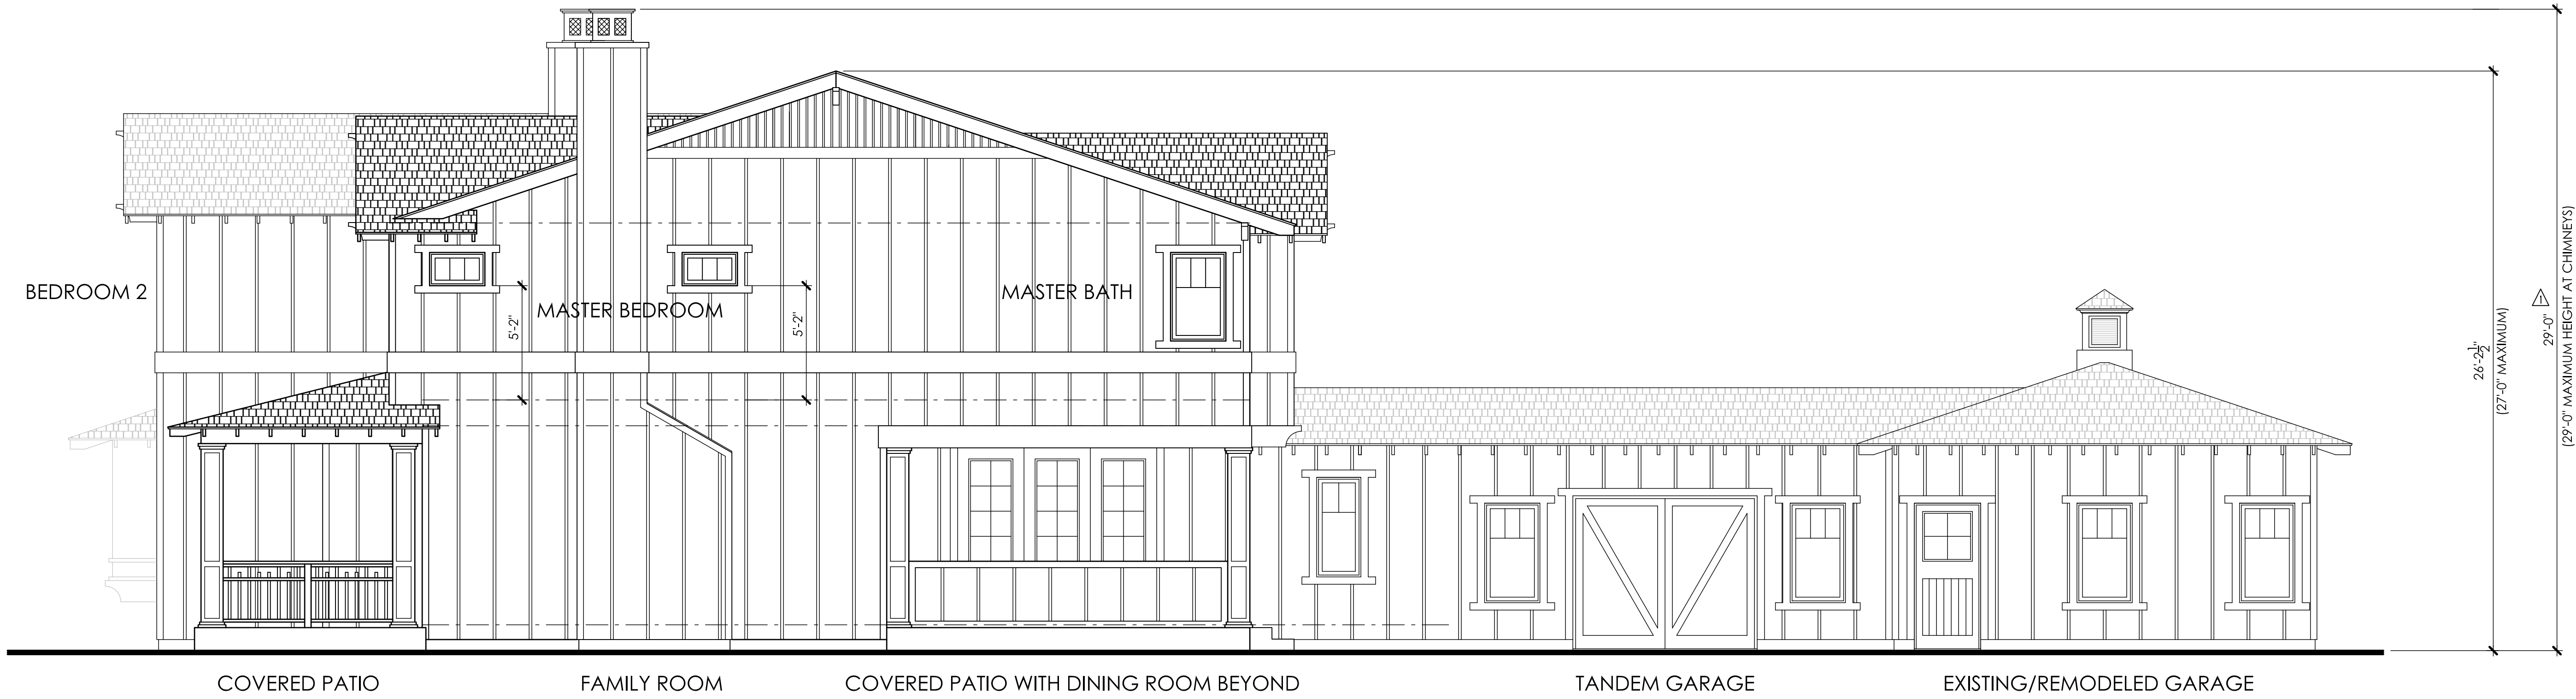 BEDROOM 2
MASTER BEDROOM
MASTER BATH
5'-2"
5'-2"
26'-2½"
(27'-0" MAXIMUM)
29'-0"
1
(29'-0" MAXIMUM HEIGHT AT CHIMNEYS)
COVERED PATIO
FAMILY ROOM
COVERED PATIO WITH DINING ROOM BEYOND
TANDEM GARAGE
EXISTING/REMODELED GARAGE